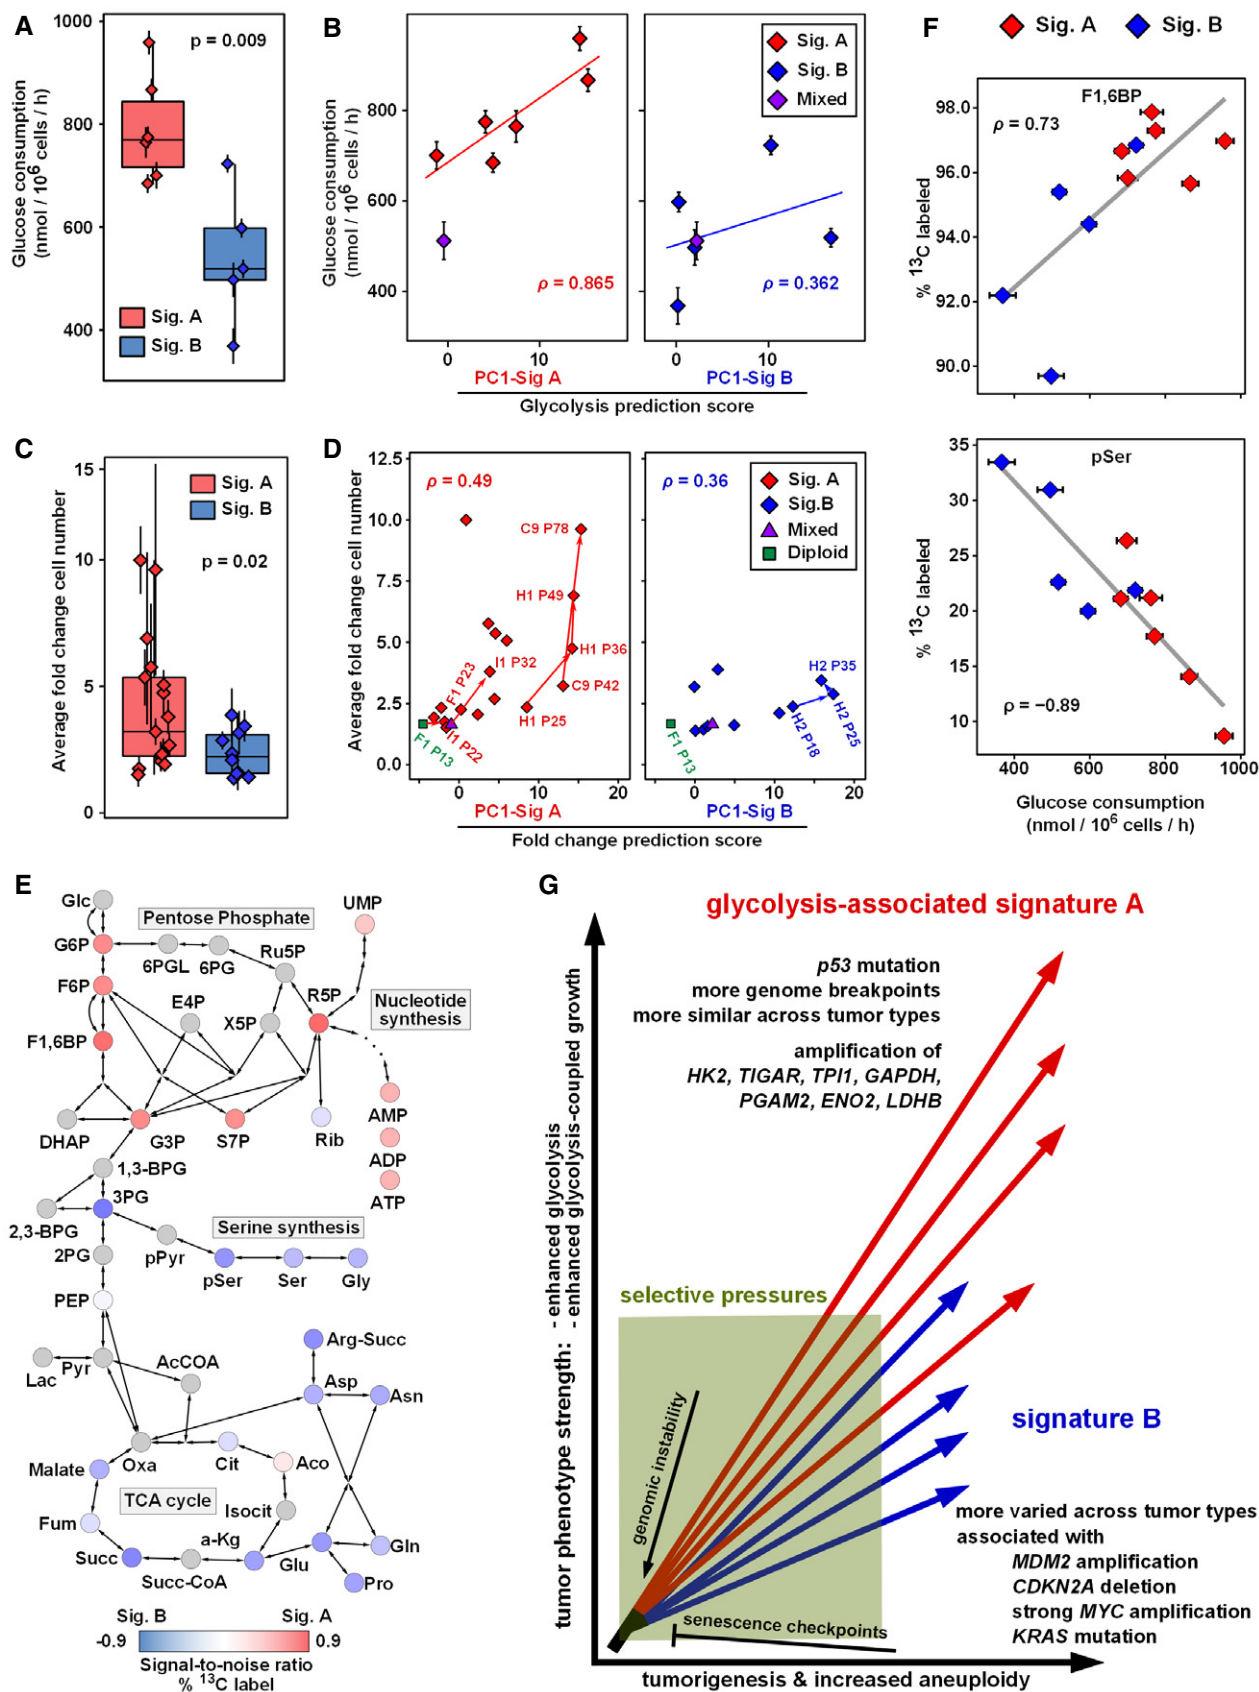 A
1000
800
600
400
Glucose consumption
(nmol / 10⁶ cells / h)
p = 0.009
Sig. A
Sig. B
B
800
600
400
Glucose consumption
(nmol / 10⁶ cells / h)
ρ = 0.865
0
10
PC1-Sig A
Sig. A
Sig. B
Mixed
ρ = 0.362
0
10
PC1-Sig B
Glycolysis prediction score
F
Sig. A
Sig. B
F1,6BP
ρ = 0.73
98.0
96.0
94.0
92.0
90.0
% ¹³C labeled
pSer
35
30
25
20
15
10
% ¹³C labeled
ρ = −0.89
400
600
800
1000
Glucose consumption
(nmol / 10⁶ cells / h)
C
15
10
5
0
Average fold change cell number
Sig. A
Sig. B
p = 0.02
D
12.5
10.0
7.5
5.0
2.5
0.0
Average fold change cell number
ρ = 0.49
C9 P78
H1 P49
H1 P36
I1 P32
F1 P23
C9 P42
H1 P25
I1 P22
F1 P13
0
10
20
PC1-Sig A
ρ = 0.36
Sig. A
Sig.B
Mixed
Diploid
H2 P35
H2 P25
H2 P18
F1 P13
0
10
20
PC1-Sig B
Fold change prediction score
E
Glc
Pentose Phosphate
UMP
G6P
6PGL
6PG
Ru5P
F6P
E4P
X5P
R5P
Nucleotide
synthesis
F1,6BP
DHAP
G3P
S7P
Rib
AMP
ADP
ATP
1,3-BPG
3PG
2,3-BPG
Serine synthesis
2PG
pPyr
pSer
Ser
Gly
PEP
Arg-Succ
Pyr
Lac
AcCOA
Asp
Asn
Oxa
Cit
Aco
Malate
TCA cycle
Isocit
Fum
a-Kg
Gln
Succ
Succ-CoA
Glu
Pro
Sig. B
Sig. A
-0.9
0.9
Signal-to-noise ratio
% ¹³C label
G
glycolysis-associated signature A
p53 mutation
more genome breakpoints
more similar across tumor types
amplification of
HK2, TIGAR, TPI1, GAPDH,
PGAM2, ENO2, LDHB
tumor phenotype strength:
- enhanced glycolysis
- enhanced glycolysis-coupled growth
selective pressures
genomic instability
senescence checkpoints
signature B
more varied across tumor types
associated with
MDM2 amplification
CDKN2A deletion
strong MYC amplification
KRAS mutation
tumorigenesis & increased aneuploidy